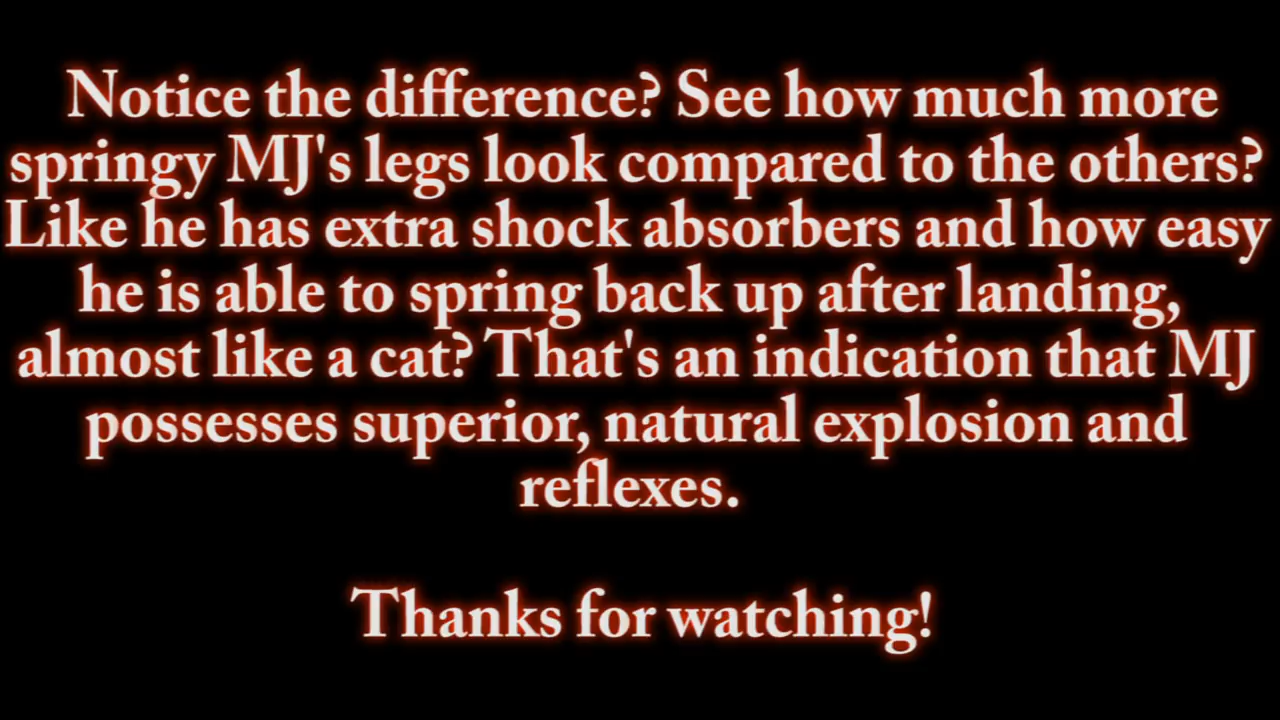 Notice the difference? See how much more
springy MJ's legs look compared to the others?
Like he has extra shock absorbers and how easy
he is able to spring back up after landing,
almost like a cat? That's an indication that MJ
possesses superior, natural explosion and
reflexes.
Thanks for watching!